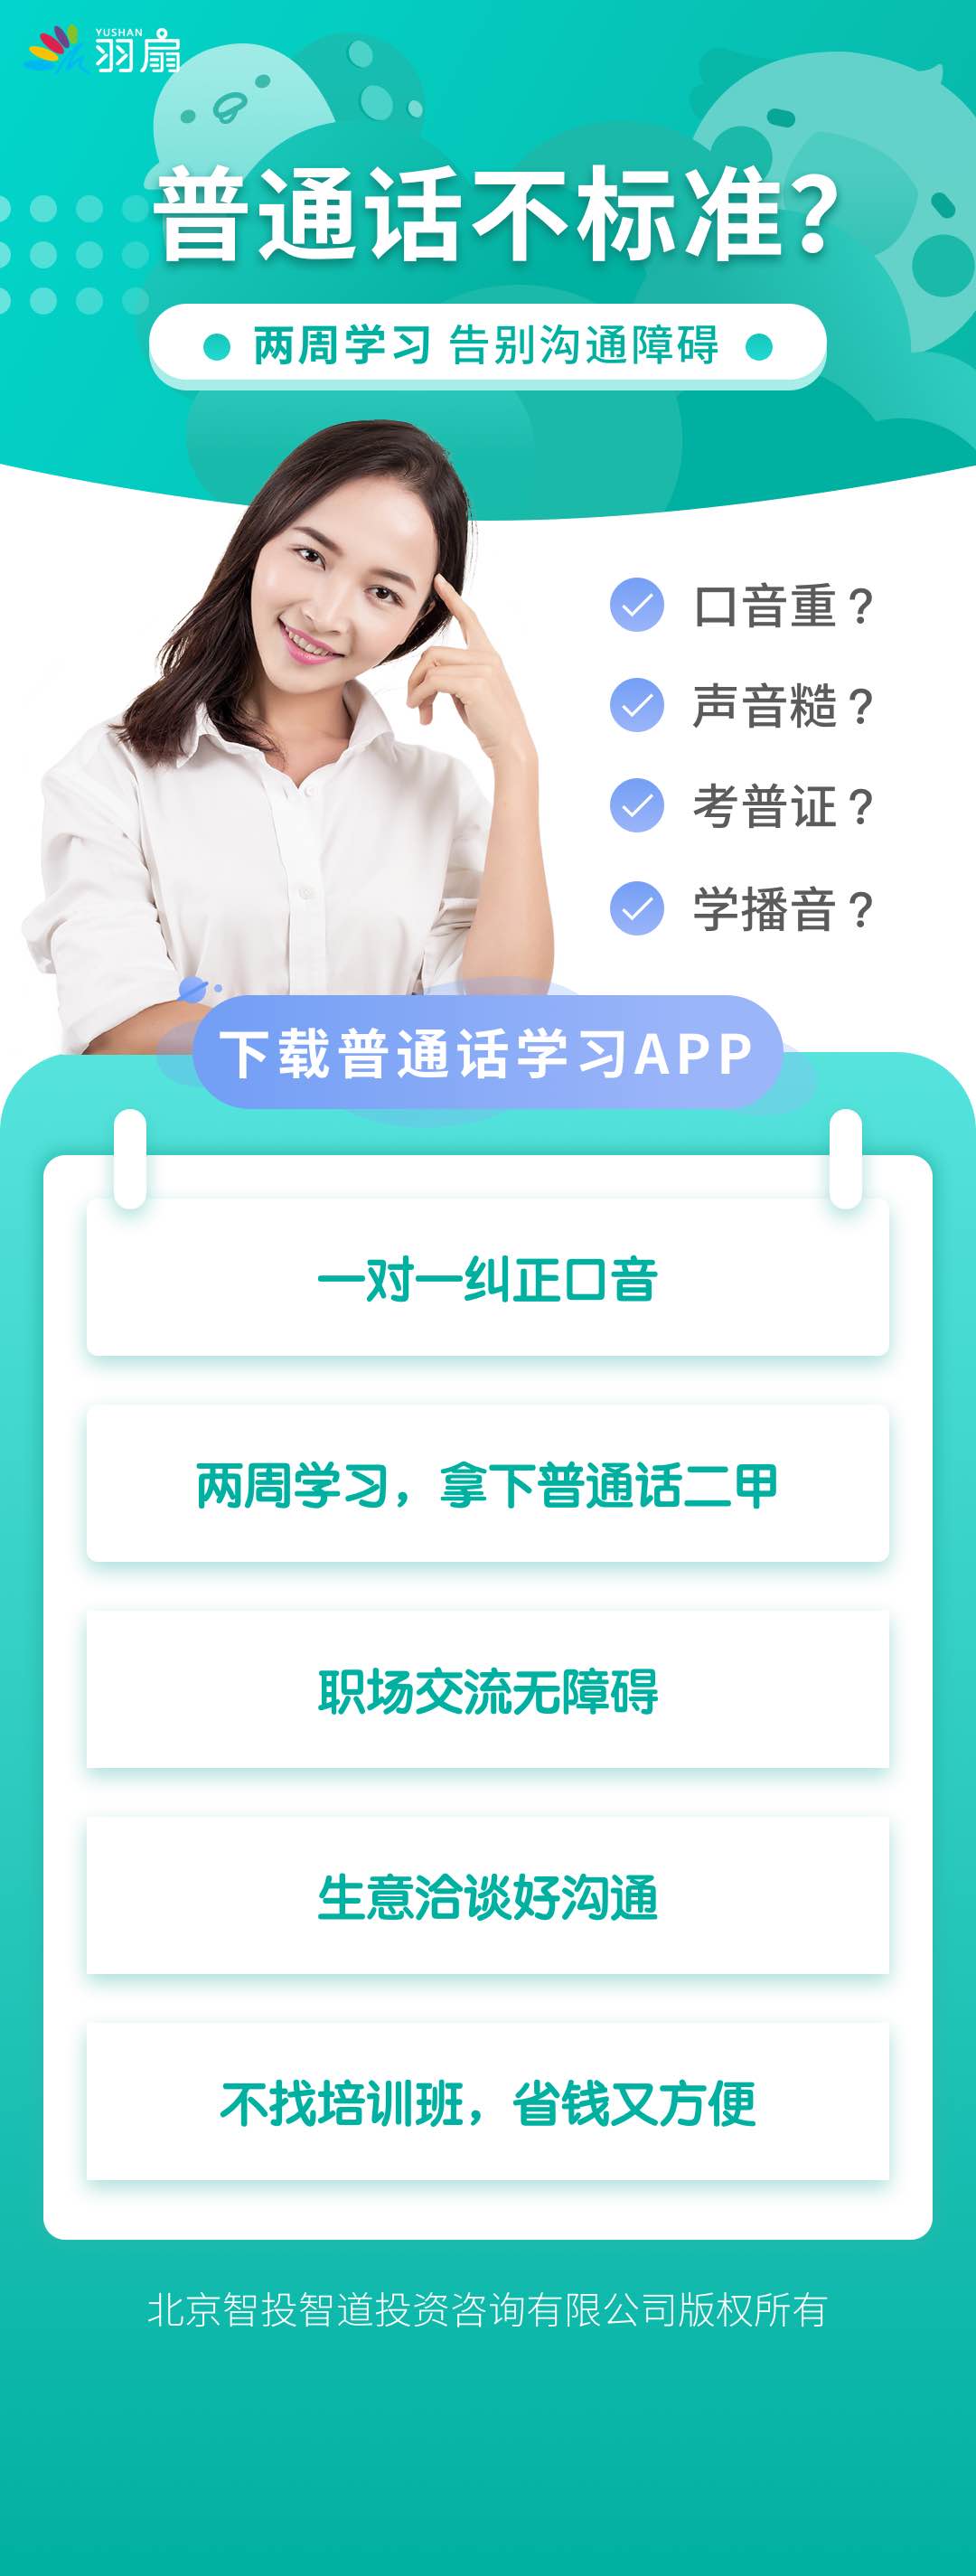 YUSHAN
羽扇
普通话不标准?
两周学习 告别沟通障碍
口音重?
声音糙?
考普证?
学播音?
下载普通话学习APP
一对一纠正口音
两周学习，拿下普通话二甲
职场交流无障碍
生意洽谈好沟通
不找培训班，省钱又方便
北京智投智道投资咨询有限公司版权所有